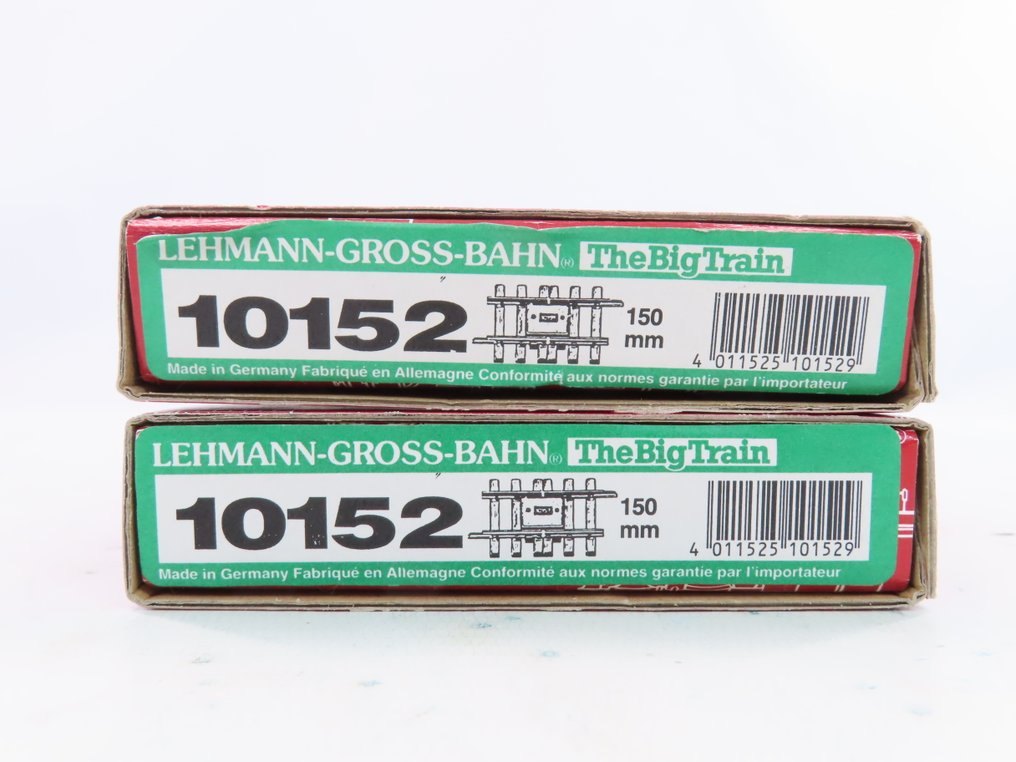 LEHMANN-GROSS-BAHN® TheBigTrain
10152 150 mm
4 011525 101529
Made in Germany Fabriqué en Allemagne Conformité aux normes garantie par l'importateur
LEHMANN-GROSS-BAHN® TheBigTrain
10152 150 mm
4 011525 101529
Made in Germany Fabriqué en Allemagne Conformité aux normes garantie par l'importateur